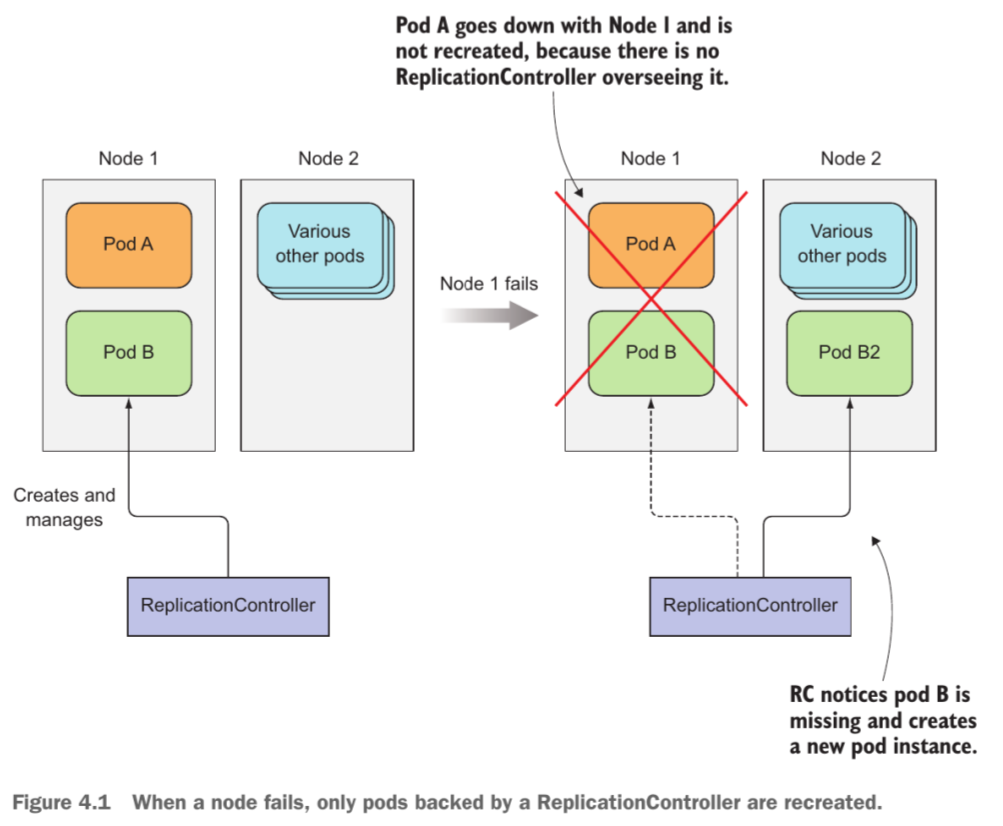 Pod A goes down with Node 1 and is
not recreated, because there is no
ReplicationController overseeing it.
Node 1
Node 2
Pod A
Various
other pods
Pod B
Creates and
manages
ReplicationController
Node 1 fails
Node 1
Node 2
Pod A
Various
other pods
Pod B
Pod B2
ReplicationController
RC notices pod B is
missing and creates
a new pod instance.
Figure 4.1 When a node fails, only pods backed by a ReplicationController are recreated.